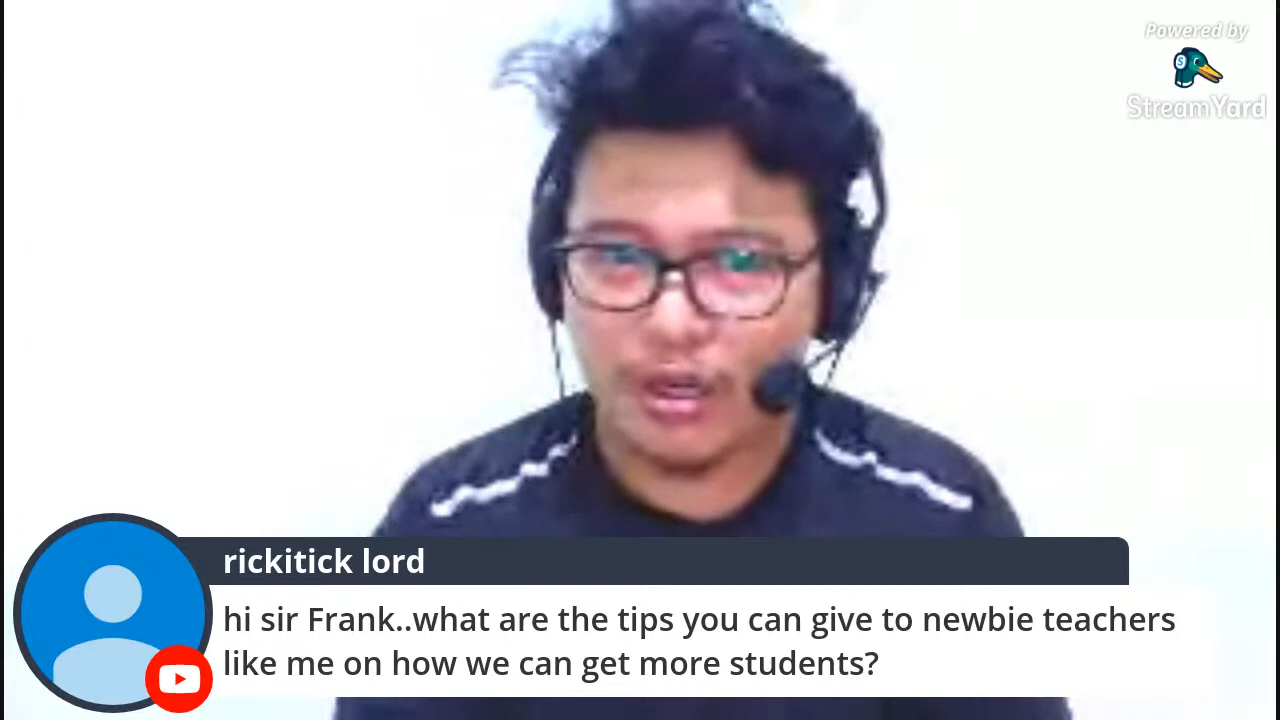 Powered by
StreamYard
rickitick lord
hi sir Frank..what are the tips you can give to newbie teachers
like me on how we can get more students?